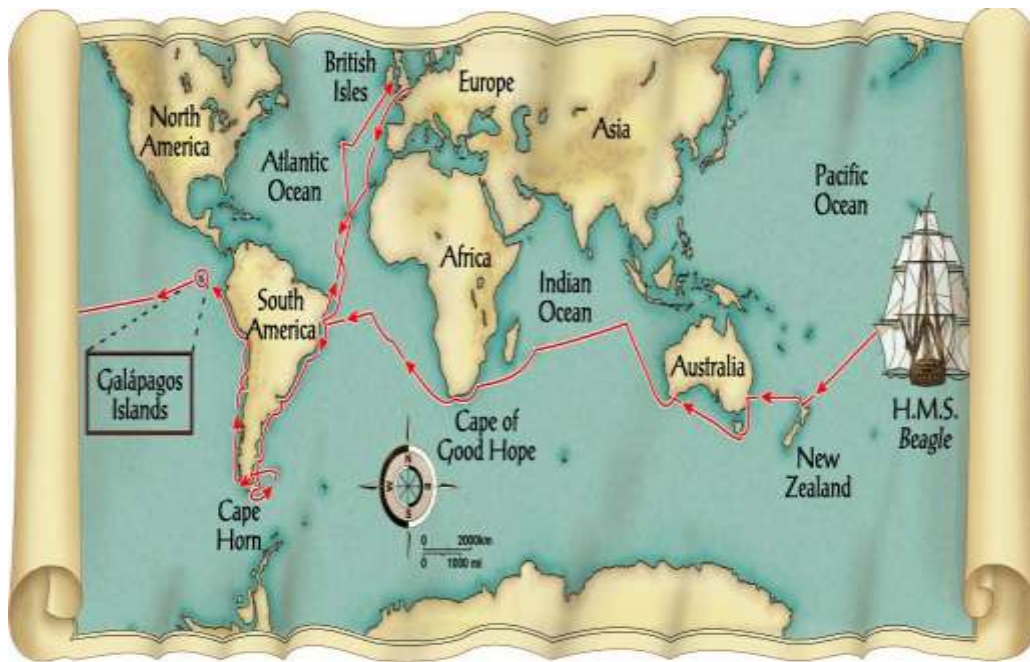 British
Isles
Europe
North
America
Asia
Atlantic
Ocean
Pacific
Ocean
Africa
Indian
Ocean
South
America
Galápagos
Islands
Australia
H.M.S.
Beagle
Cape of
Good Hope
New
Zealand
Cape
Horn
N
W
E
S
0 2000km
0 1000 mi